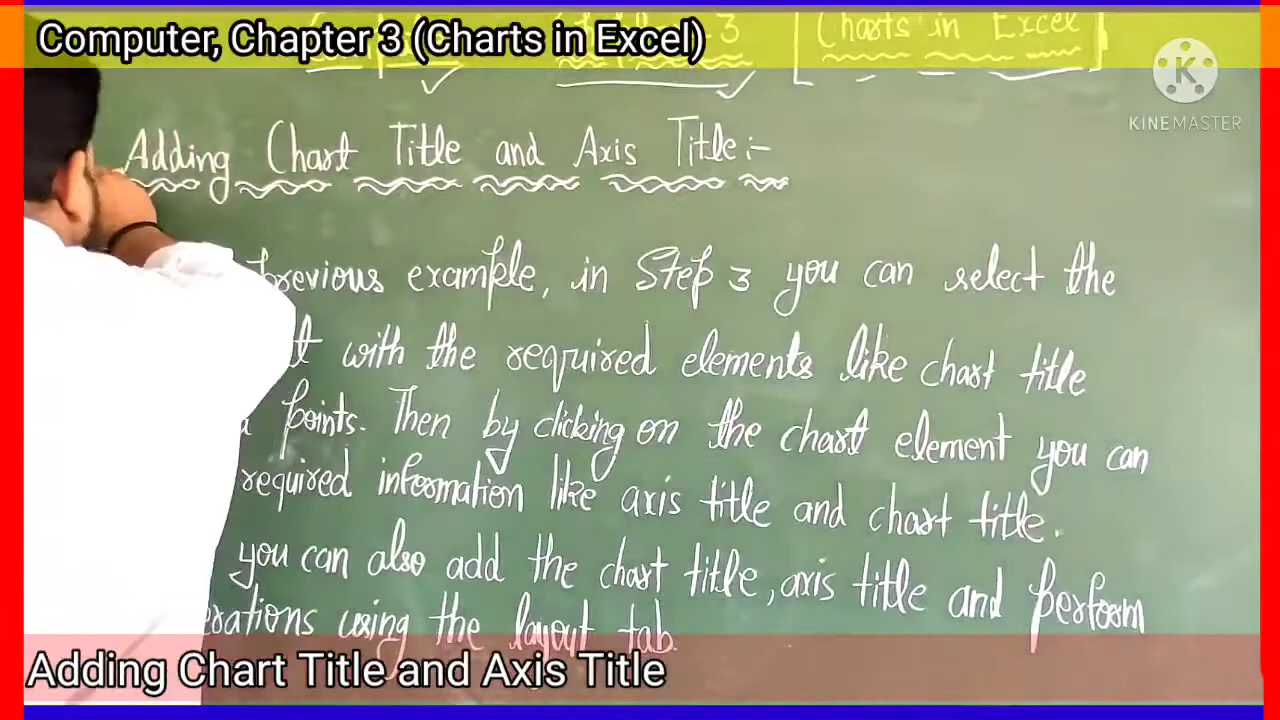 Computer, Chapter 3 (Charts in Excel)
3 [Charts in Excel]
KINEMASTER
Adding Chart Title and Axis Title:-
previous example, in Step 3 you can select the
with the required elements like chart title
points. Then by clicking on the chart element you can
required information like axis title and chart title.
you can also add the chart title, axis title and perform
using the layout tab.
Adding Chart Title and Axis Title